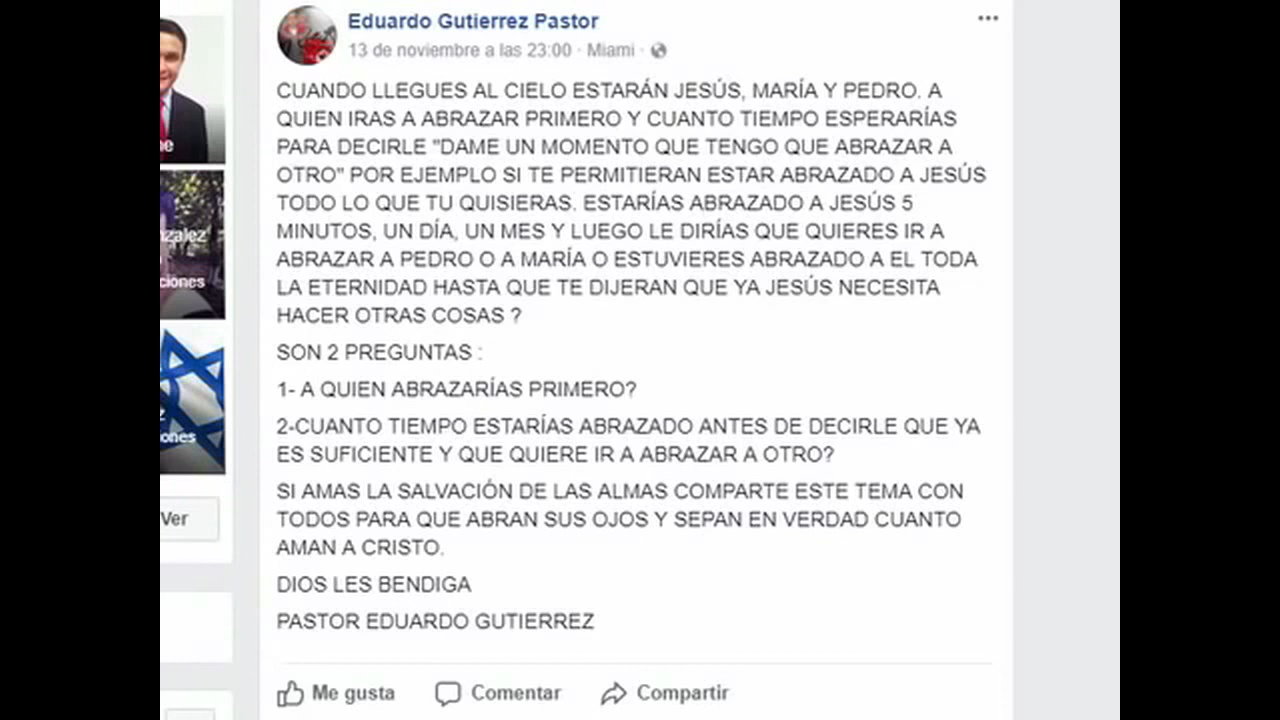 Eduardo Gutierrez Pastor
13 de noviembre a las 23:00 · Miami ·
CUANDO LLEGUES AL CIELO ESTARÁN JESÚS, MARÍA Y PEDRO. A
QUIEN IRAS A ABRAZAR PRIMERO Y CUANTO TIEMPO ESPERARÍAS
PARA DECIRLE "DAME UN MOMENTO QUE TENGO QUE ABRAZAR A
OTRO" POR EJEMPLO SI TE PERMITIERAN ESTAR ABRAZADO A JESÚS
TODO LO QUE TU QUISIERAS. ESTARÍAS ABRAZADO A JESÚS 5
MINUTOS, UN DÍA, UN MES Y LUEGO LE DIRÍAS QUE QUIERES IR A
ABRAZAR A PEDRO O A MARÍA O ESTUVIERES ABRAZADO A EL TODA
LA ETERNIDAD HASTA QUE TE DIJERAN QUE YA JESÚS NECESITA
HACER OTRAS COSAS ?
SON 2 PREGUNTAS :
1- A QUIEN ABRAZARÍAS PRIMERO?
2-CUANTO TIEMPO ESTARÍAS ABRAZADO ANTES DE DECIRLE QUE YA
ES SUFICIENTE Y QUE QUIERE IR A ABRAZAR A OTRO?
SI AMAS LA SALVACIÓN DE LAS ALMAS COMPARTE ESTE TEMA CON
TODOS PARA QUE ABRAN SUS OJOS Y SEPAN EN VERDAD CUANTO
AMAN A CRISTO.
DIOS LES BENDIGA
PASTOR EDUARDO GUTIERREZ
Me gusta Comentar Compartir
Ver